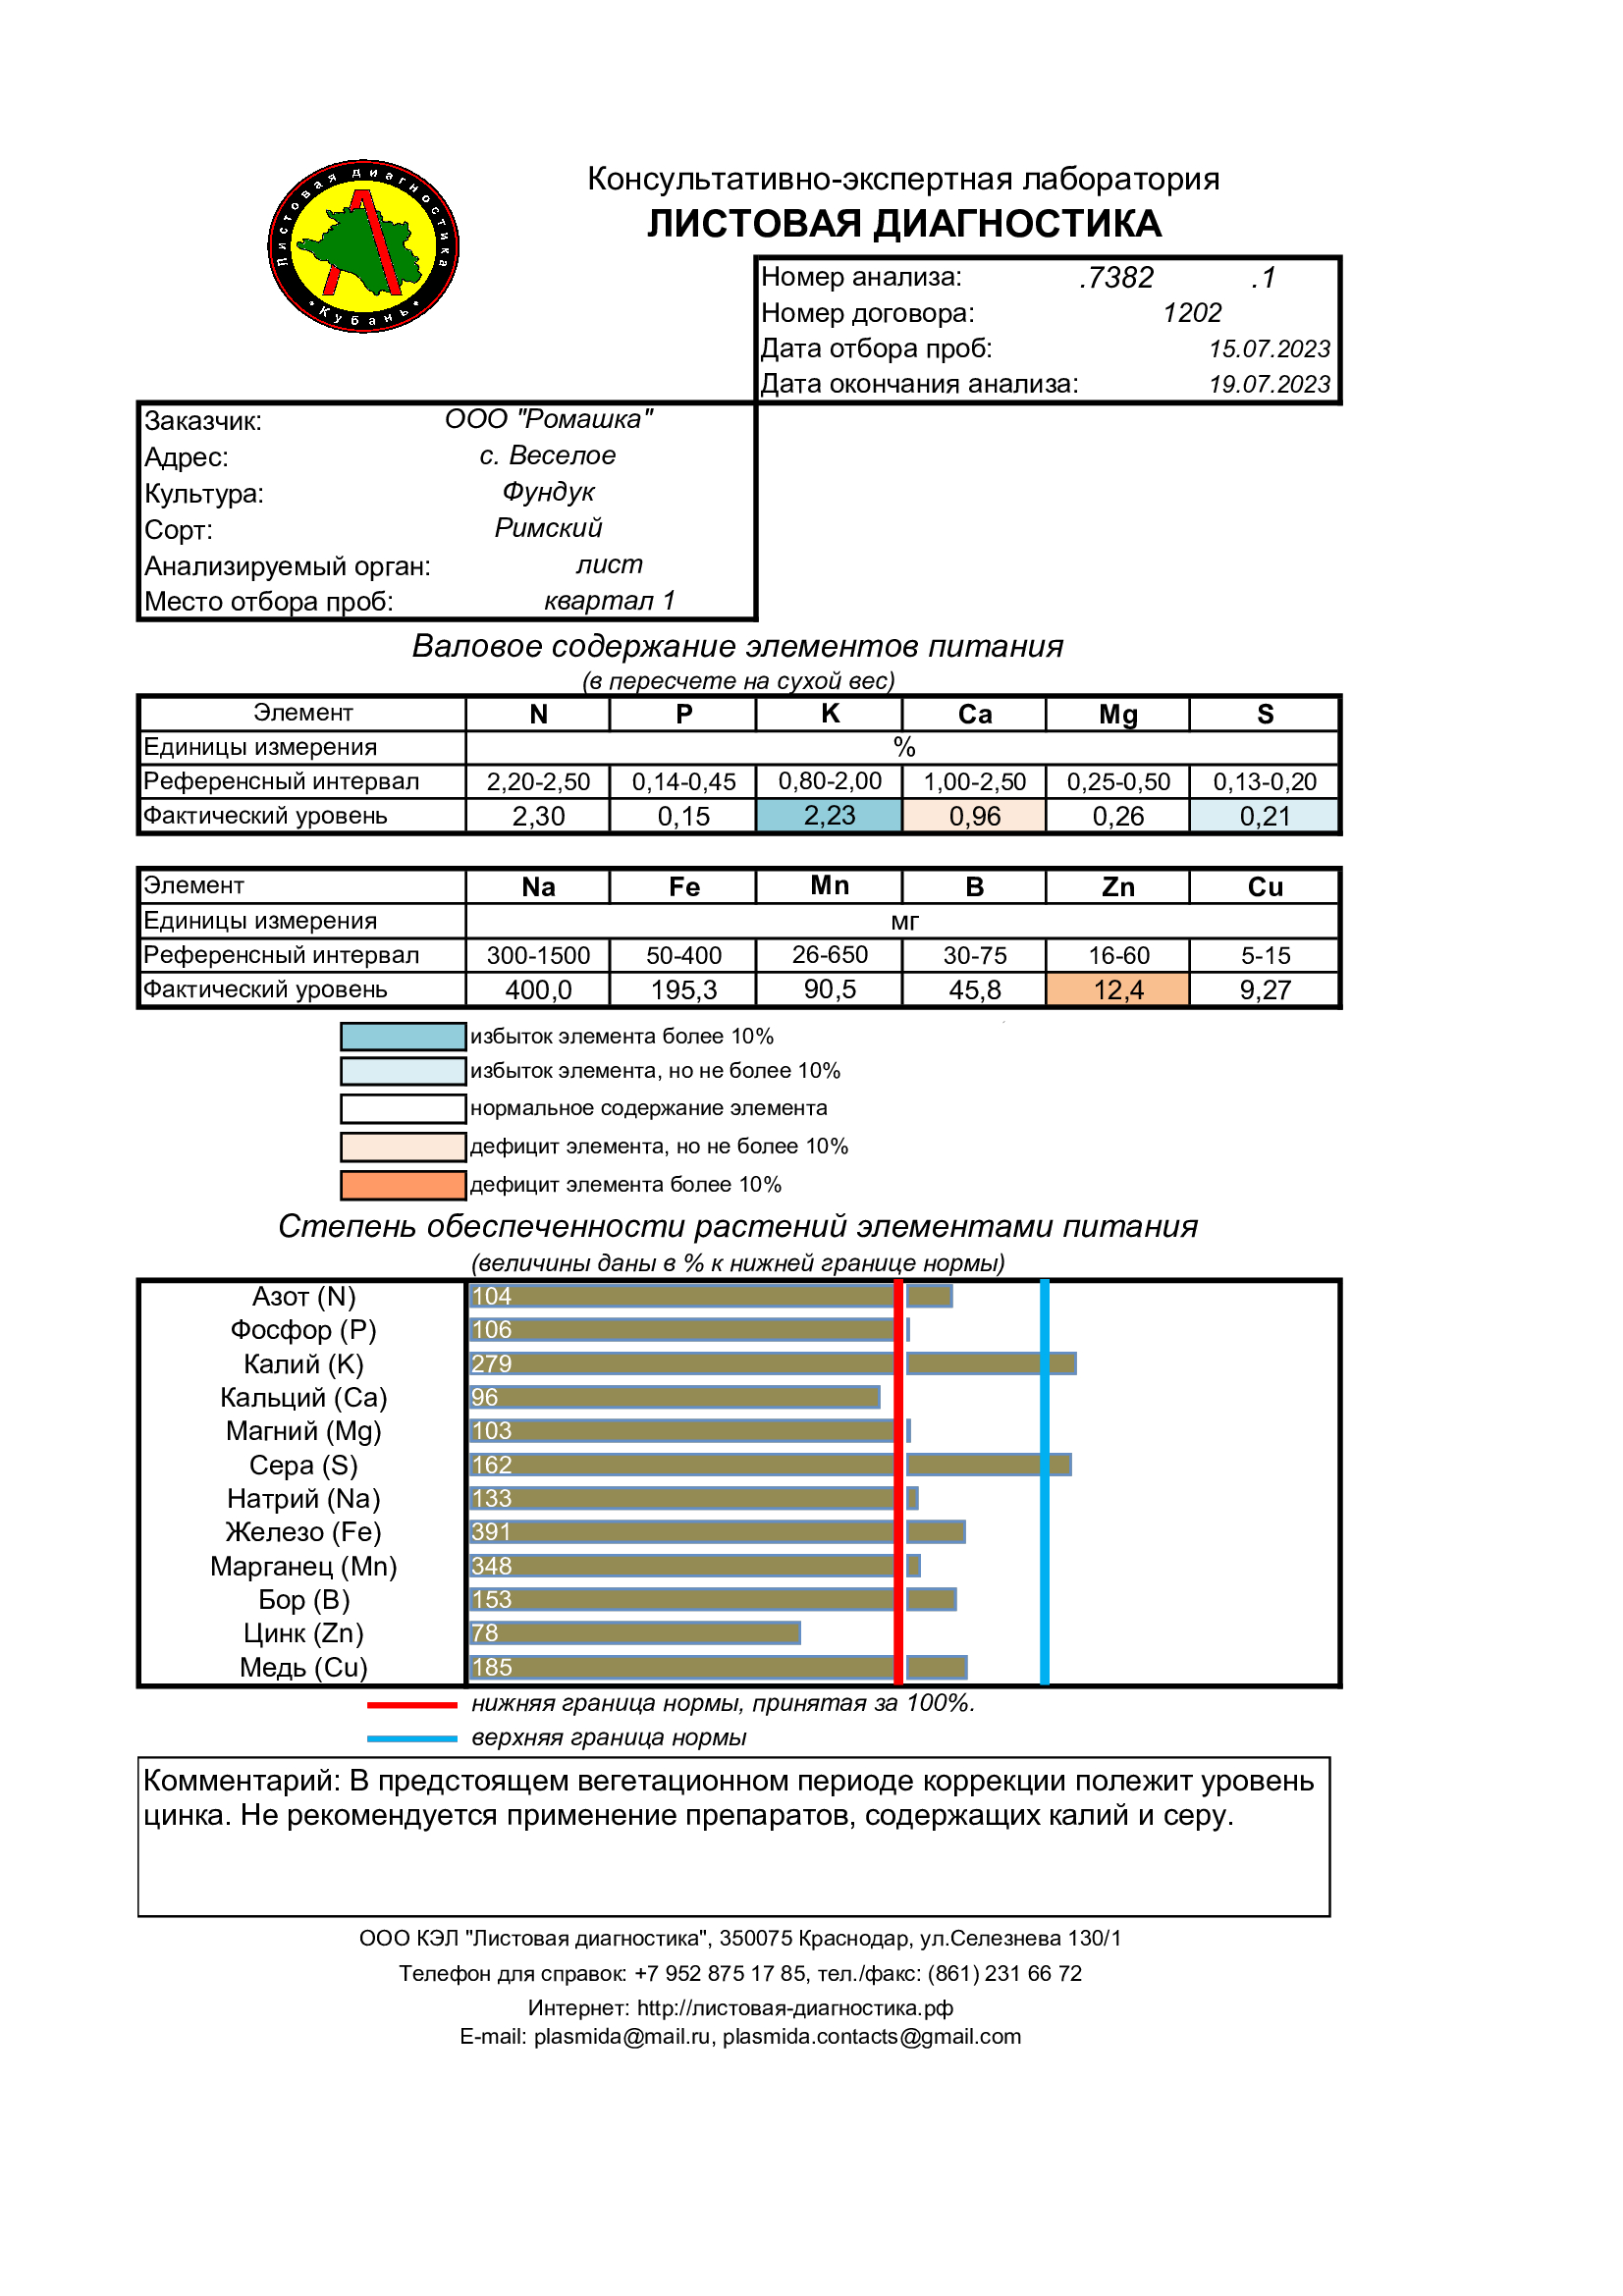 Листовая диагностика
* Кубань *
Консультативно-экспертная лаборатория
ЛИСТОВАЯ ДИАГНОСТИКА
Номер анализа: .7382 .1
Номер договора: 1202
Дата отбора проб: 15.07.2023
Дата окончания анализа: 19.07.2023
Заказчик: ООО "Ромашка"
Адрес: с. Веселое
Культура: Фундук
Сорт: Римский
Анализируемый орган: лист
Место отбора проб: квартал 1
Валовое содержание элементов питания
(в пересчете на сухой вес)
Элемент N P K Ca Mg S
Единицы измерения %
Референсный интервал 2,20-2,50 0,14-0,45 0,80-2,00 1,00-2,50 0,25-0,50 0,13-0,20
Фактический уровень 2,30 0,15 2,23 0,96 0,26 0,21
Элемент Na Fe Mn B Zn Cu
Единицы измерения мг
Референсный интервал 300-1500 50-400 26-650 30-75 16-60 5-15
Фактический уровень 400,0 195,3 90,5 45,8 12,4 9,27
избыток элемента более 10%
избыток элемента, но не более 10%
нормальное содержание элемента
дефицит элемента, но не более 10%
дефицит элемента более 10%
Степень обеспеченности растений элементами питания
(величины даны в % к нижней границе нормы)
Азот (N) 104
Фосфор (P) 106
Калий (K) 279
Кальций (Ca) 96
Магний (Mg) 103
Сера (S) 162
Натрий (Na) 133
Железо (Fe) 391
Марганец (Mn) 348
Бор (B) 153
Цинк (Zn) 78
Медь (Cu) 185
нижняя граница нормы, принятая за 100%.
верхняя граница нормы
Комментарий: В предстоящем вегетационном периоде коррекции полежит уровень
цинка. Не рекомендуется применение препаратов, содержащих калий и серу.
ООО КЭЛ "Листовая диагностика", 350075 Краснодар, ул.Селезнева 130/1
Телефон для справок: +7 952 875 17 85, тел./факс: (861) 231 66 72
Интернет: http://листовая-диагностика.рф
E-mail: plasmida@mail.ru, plasmida.contacts@gmail.com